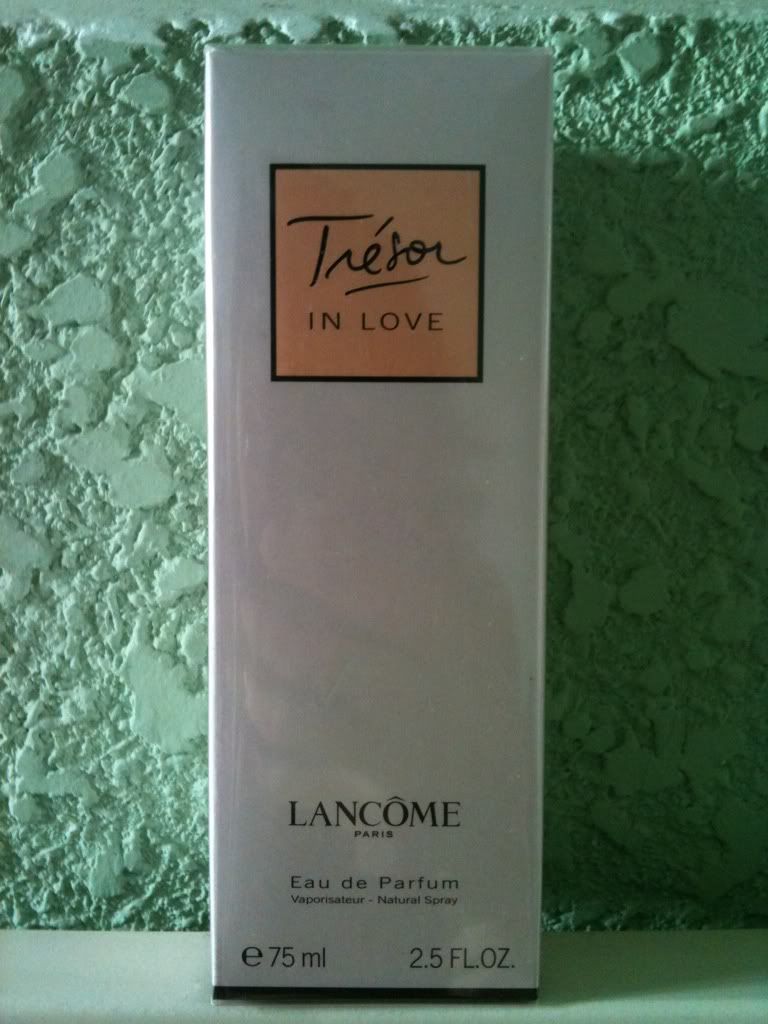 Trésor
IN LOVE
LANCÔME
PARIS
Eau de Parfum
Vaporisateur - Natural Spray
℮ 75 ml 2.5 FL.OZ.